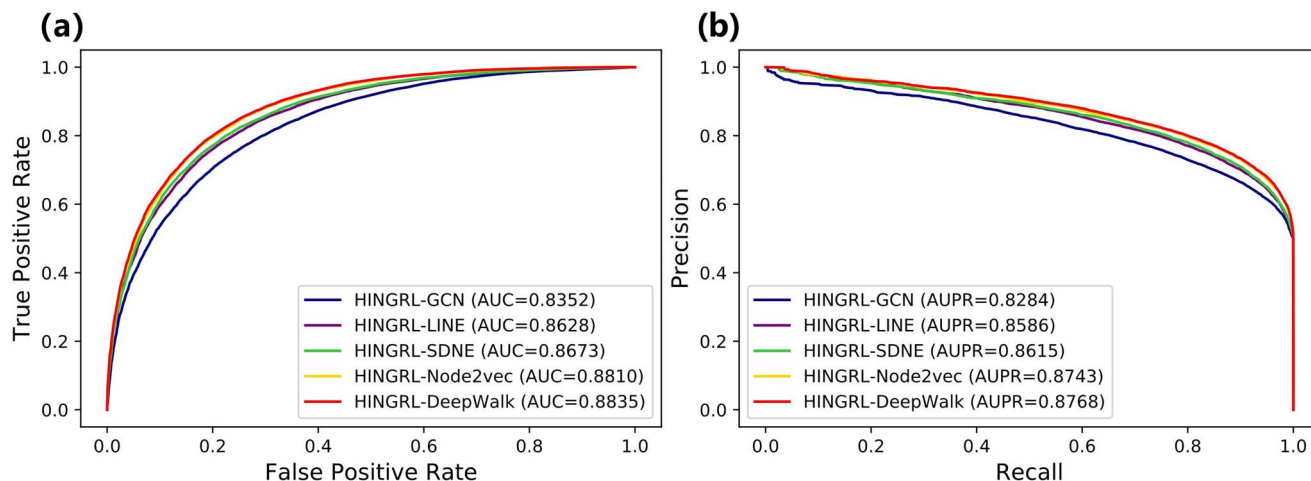 (a)
1.0
0.8
0.6
0.4
0.2
0.0
True Positive Rate
0.0 0.2 0.4 0.6 0.8 1.0
False Positive Rate
HINGRL-GCN (AUC=0.8352)
HINGRL-LINE (AUC=0.8628)
HINGRL-SDNE (AUC=0.8673)
HINGRL-Node2vec (AUC=0.8810)
HINGRL-DeepWalk (AUC=0.8835)
(b)
1.0
0.8
0.6
0.4
0.2
0.0
Precision
0.0 0.2 0.4 0.6 0.8 1.0
Recall
HINGRL-GCN (AUPR=0.8284)
HINGRL-LINE (AUPR=0.8586)
HINGRL-SDNE (AUPR=0.8615)
HINGRL-Node2vec (AUPR=0.8743)
HINGRL-DeepWalk (AUPR=0.8768)